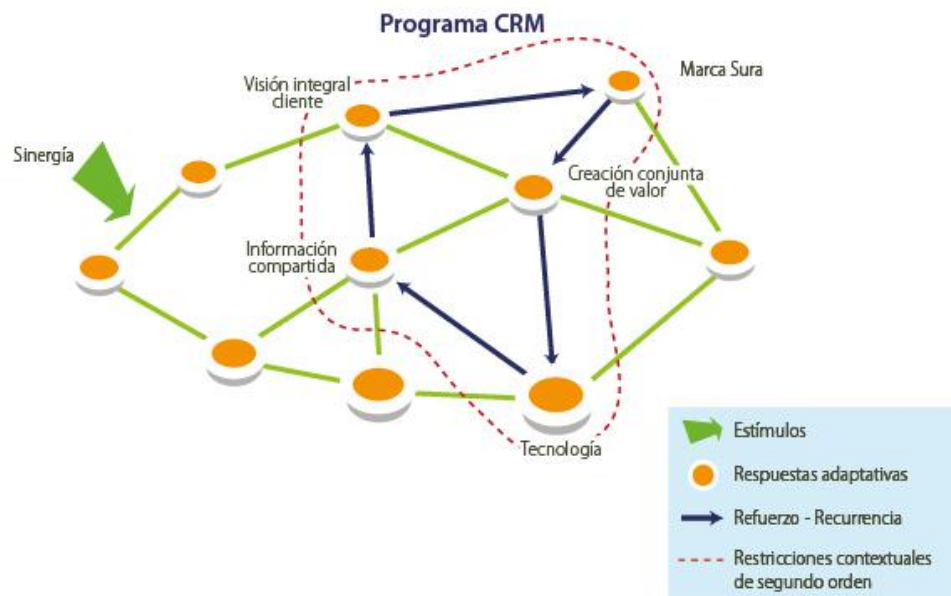 Programa CRM
Visión integral
cliente
Marca Sura
Sinergía
Creación conjunta
de valor
Información
compartida
Tecnología
Estímulos
Respuestas adaptativas
Refuerzo - Recurrencia
Restricciones contextuales
de segundo orden